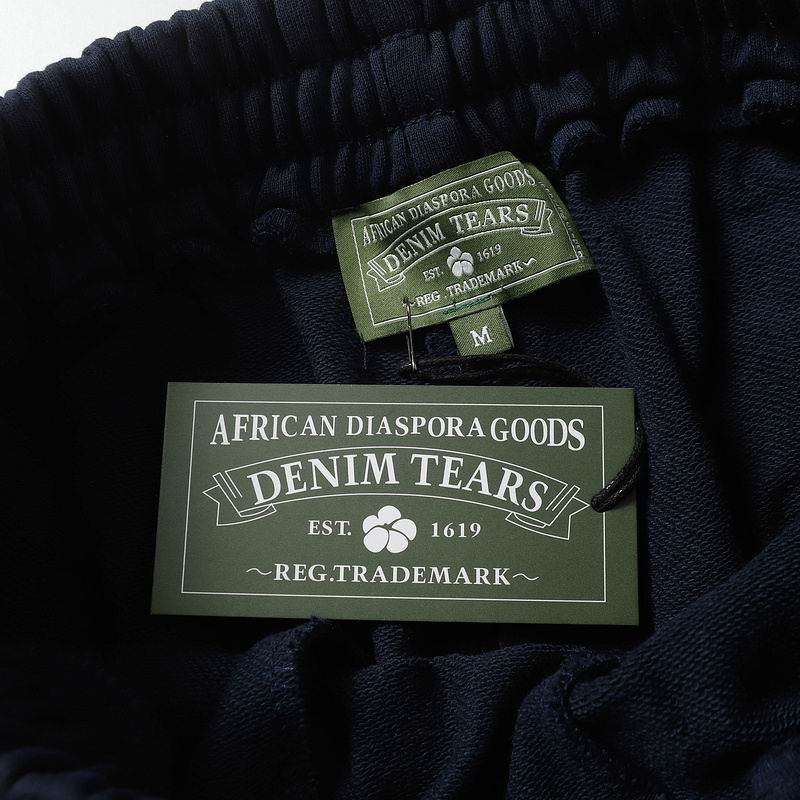 AFRICAN DIASPORA GOODS
DENIM TEARS
EST. 1619
REG.TRADEMARK
M
AFRICAN DIASPORA GOODS
DENIM TEARS
EST. 1619
~REG.TRADEMARK~